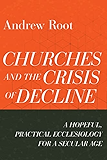 Andrew Root
CHURCHES
AND THE CRISIS
OF DECLINE
A HOPEFUL,
PRACTICAL ECCLESIOLOGY
FOR A SECULAR AGE